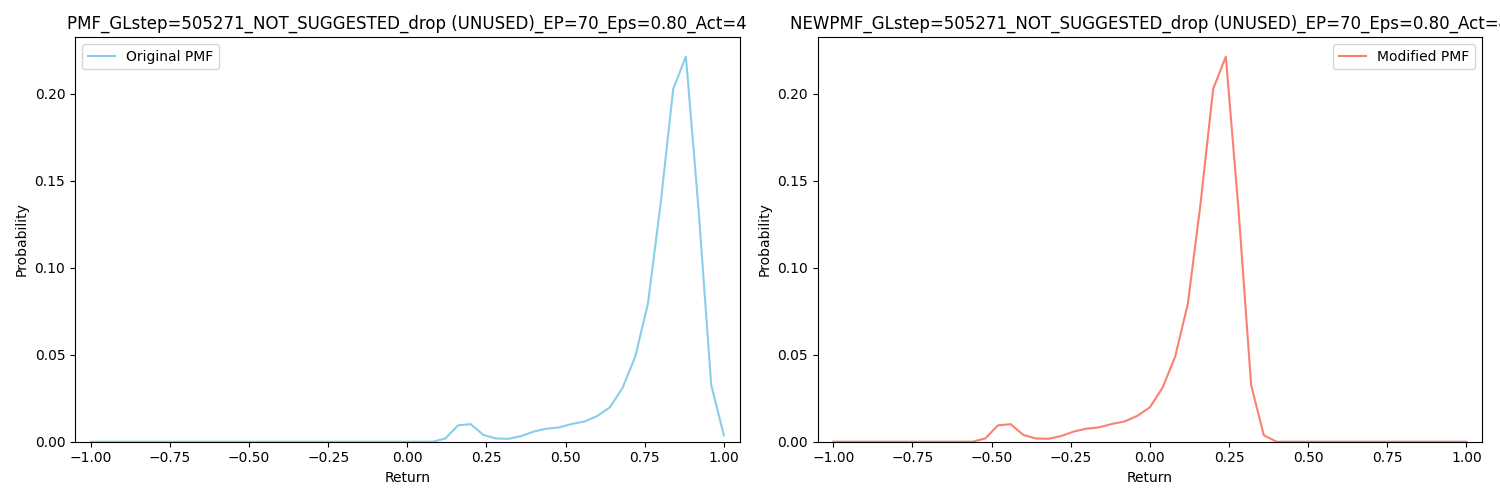 PMF_GLstep=505271_NOT_SUGGESTED_drop (UNUSED)_EP=70_Eps=0.80_Act=4
Original PMF
Probability
0.20
0.15
0.10
0.05
0.00
−1.00 −0.75 −0.50 −0.25 0.00 0.25 0.50 0.75 1.00
Return
NEWPMF_GLstep=505271_NOT_SUGGESTED_drop (UNUSED)_EP=70_Eps=0.80_Act=
Modified PMF
Probability
0.20
0.15
0.10
0.05
0.00
−1.00 −0.75 −0.50 −0.25 0.00 0.25 0.50 0.75 1.00
Return